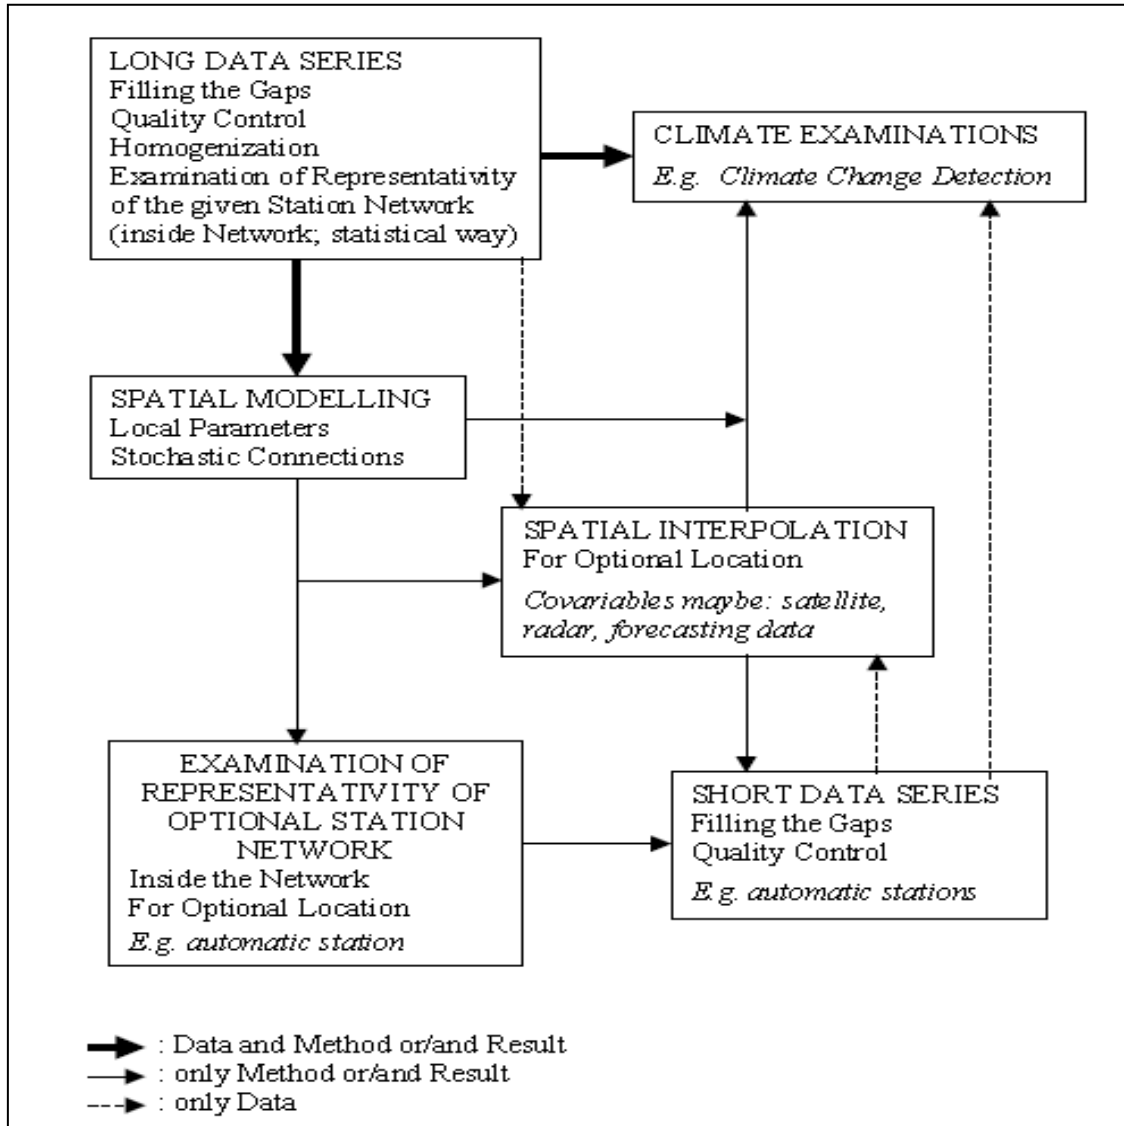 LONG DATA SERIES
Filling the Gaps
Quality Control
Homogenization
Examination of Representativity
of the given Station Network
(inside Network; statistical way)
CLIMATE EXAMINATIONS
E.g. Climate Change Detection
SPATIAL MODELLING
Local Parameters
Stochastic Connections
SPATIAL INTERPOLATION
For Optional Location
Covariables maybe: satellite,
radar, forecasting data
EXAMINATION OF
REPRESENTATIVITY OF
OPTIONAL STATION
NETWORK
Inside the Network
For Optional Location
E.g. automatic station
SHORT DATA SERIES
Filling the Gaps
Quality Control
E.g. automatic stations
: Data and Method or/and Result
: only Method or/and Result
: only Data